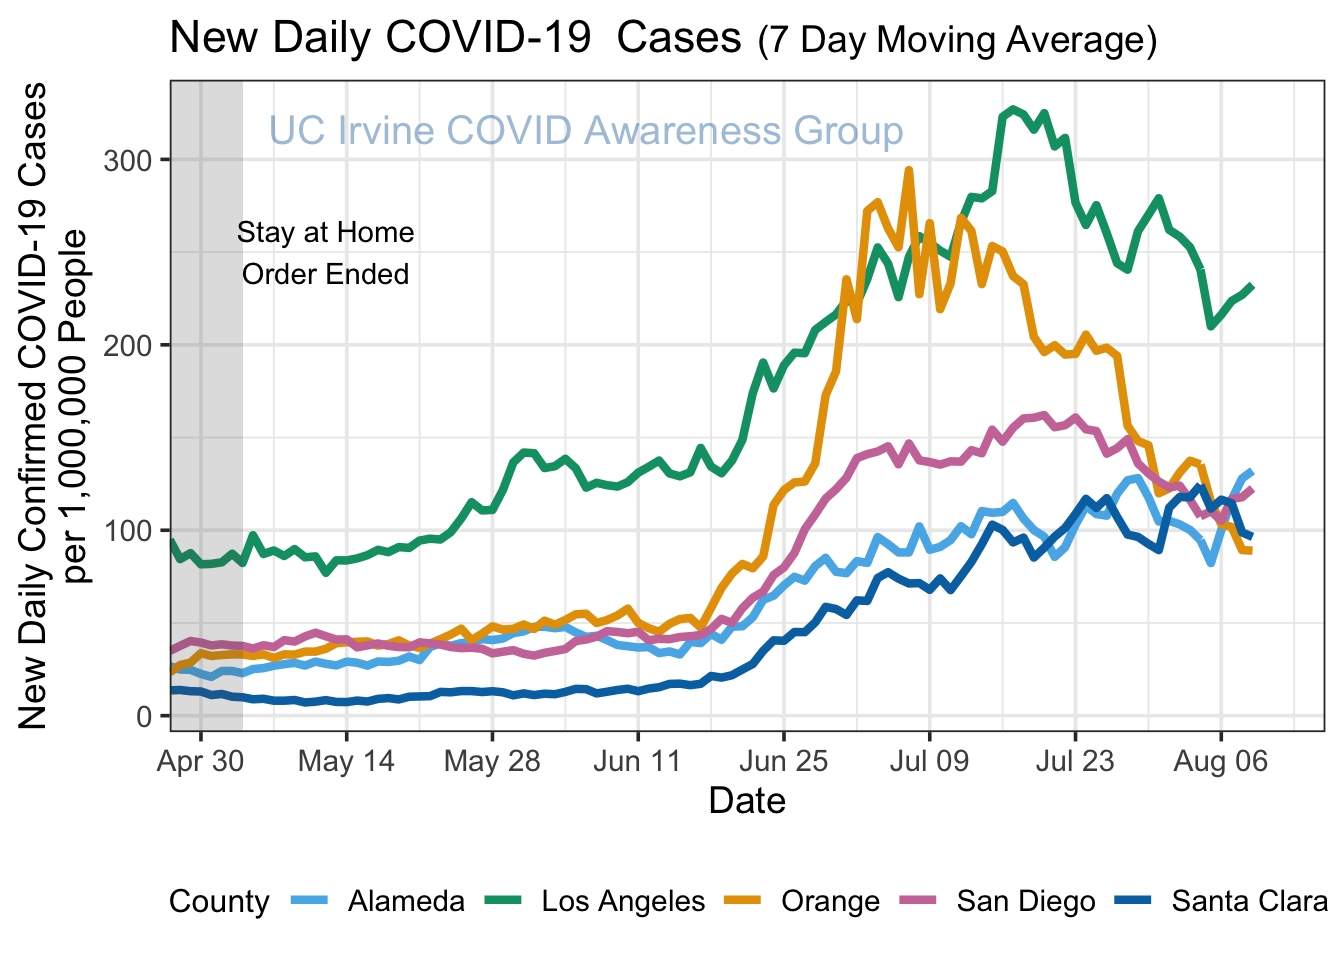 New Daily COVID-19 Cases (7 Day Moving Average)
New Daily Confirmed COVID-19 Cases
per 1,000,000 People
UC Irvine COVID Awareness Group
Stay at Home
Order Ended
300
200
100
0
Apr 30 May 14 May 28 Jun 11 Jun 25 Jul 09 Jul 23 Aug 06
Date
County Alameda Los Angeles Orange San Diego Santa Clara